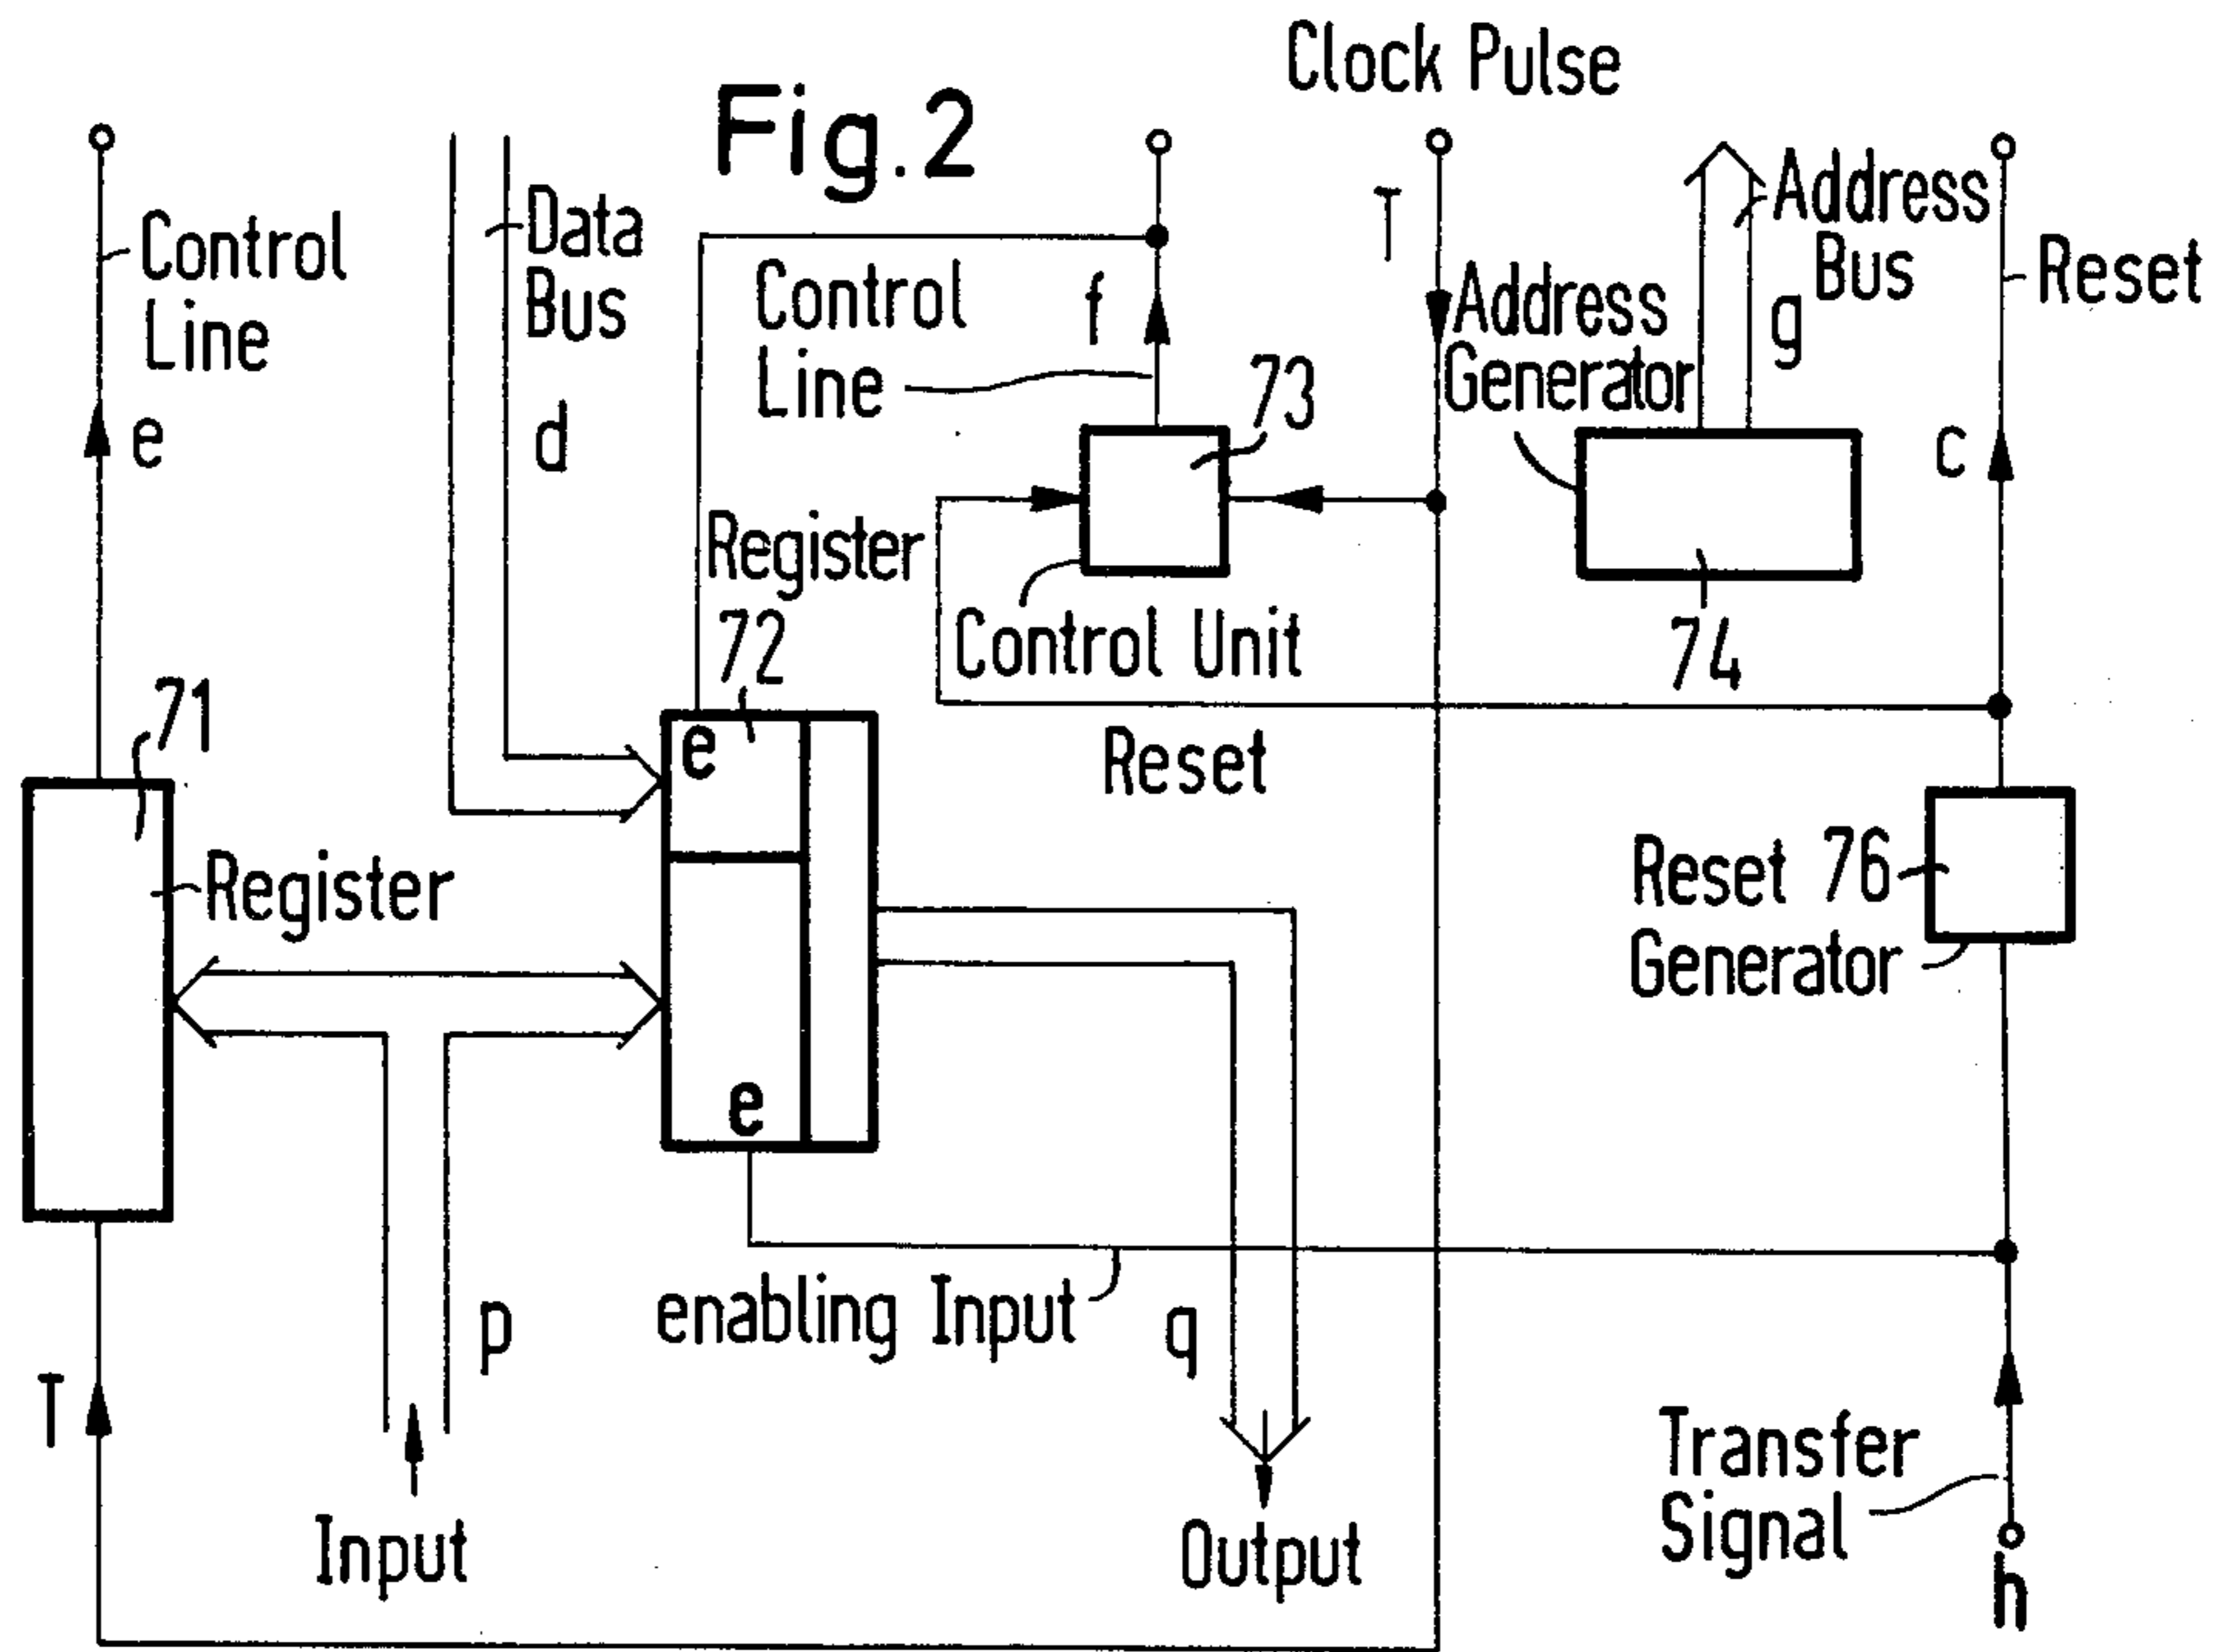 Clock Pulse
Fig.2
Control
Line
e
Data
Bus
d
Control
Line
f
T
Address
Generator
Address
Bus
g
Reset
c
73
Register
72
Control Unit
74
71
Register
e
Reset
Reset 76
Generator
e
enabling Input
p
q
T
Input
Output
Transfer
Signal
h